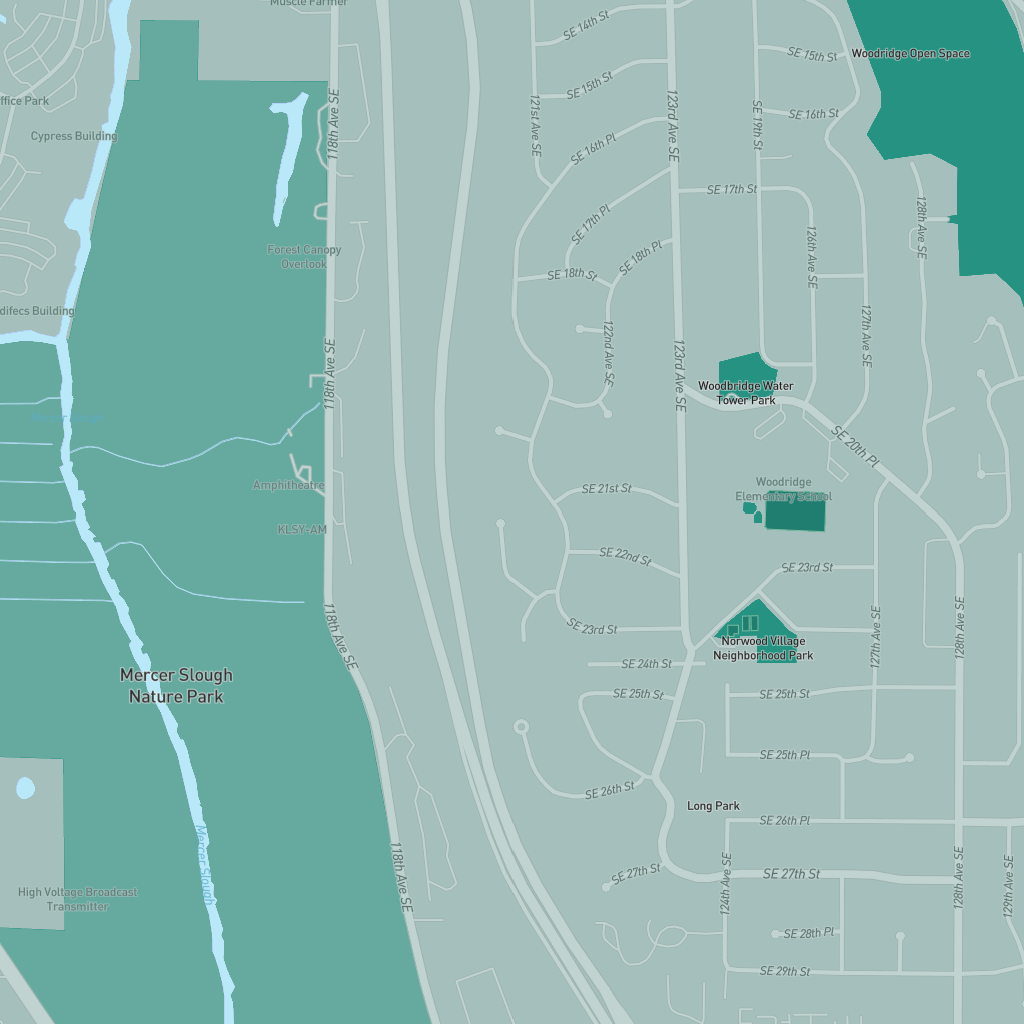 Muscle Farmer
SE 14th St
Woodridge Open Space
SE 15th St
ffice Park
SE 15th St
118th Ave SE
121st Ave SE
123rd Ave SE
SE 19th St
SE 16th St
Cypress Building
SE 16th Pl
SE 17th St
SE 17th Pl
126th Ave SE
128th Ave SE
Forest Canopy
Overlook
SE 18th Pl
SE 18th St
difecs Building
127th Ave SE
118th Ave SE
122nd Ave SE
123rd Ave SE
Woodbridge Water
Tower Park
SE 20th Pl
Amphitheatre
SE 21st St
Woodridge
Elementary School
KLSY-AM
SE 22nd St
SE 23rd St
118th Ave SE
SE 23rd St
127th Ave SE
128th Ave SE
Norwood Village
Neighborhood Park
SE 24th St
Mercer Slough
Nature Park
SE 25th St
SE 25th St
SE 25th Pl
SE 26th St
Long Park
SE 26th Pl
Mercer Slough
118th Ave SE
SE 27th St
SE 27th St
124th Ave SE
128th Ave SE
129th Ave SE
High Voltage Broadcast
Transmitter
SE 28th Pl
SE 29th St